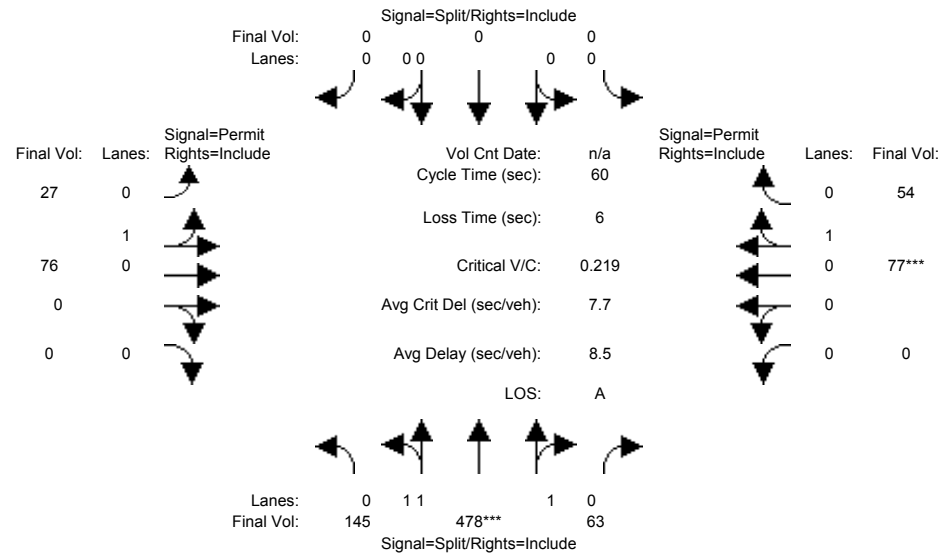 Signal=Split/Rights=Include
Final Vol: 0 0 0
Lanes: 0 0 0 0 0
Signal=Permit Signal=Permit
Final Vol: Lanes: Rights=Include Vol Cnt Date: n/a Rights=Include Lanes: Final Vol:
Cycle Time (sec): 60
27 0 0 54
Loss Time (sec): 6
1 1
76 0 Critical V/C: 0.219 0 77***
0 Avg Crit Del (sec/veh): 7.7 0
0 0 Avg Delay (sec/veh): 8.5 0 0
LOS: A
Lanes: 0 1 1 1 0
Final Vol: 145 478*** 63
Signal=Split/Rights=Include